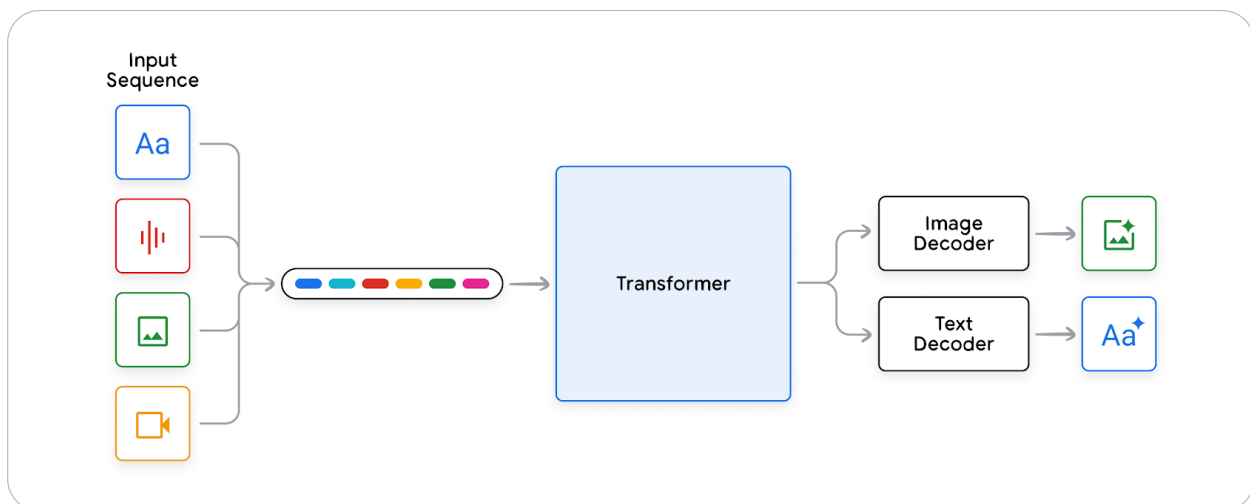 Input
Sequence
Aa
Transformer
Image
Decoder
Text
Decoder
Aa